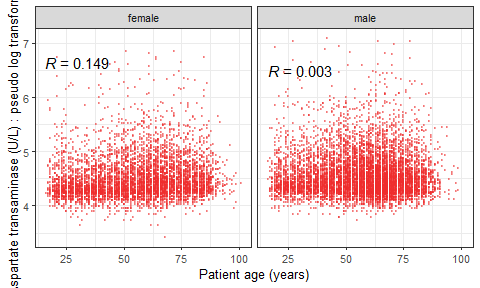 female
male
R = 0.149
R = 0.003
7
6
5
4
25
50
75
100
25
50
75
100
Patient age (years)
spartate transaminase (U/L) : pseudo log transfor